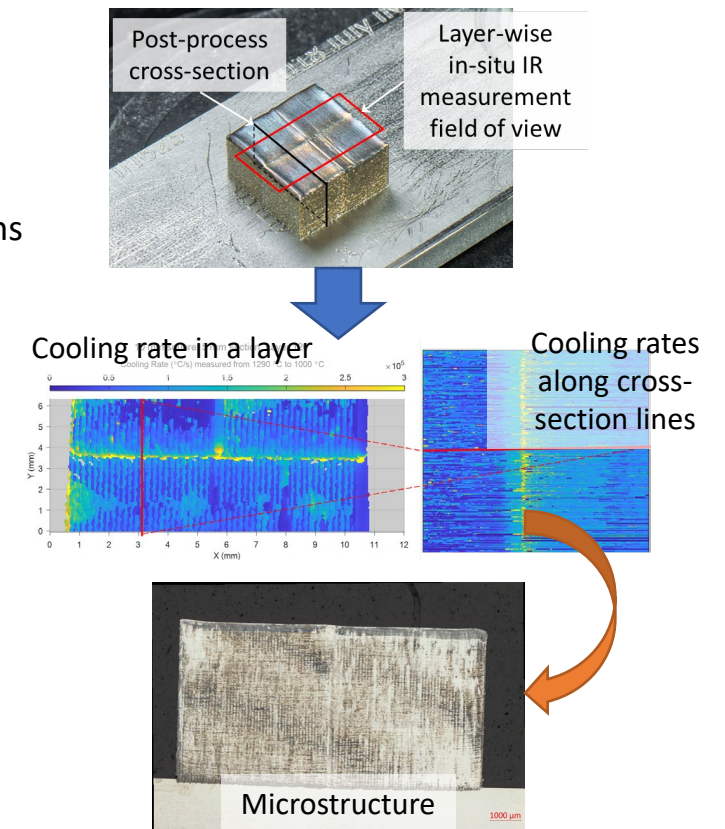 Post-process
cross-section
Layer-wise
in-situ IR
measurement
field of view
ns
Cooling rate in a layer
Cooling Rate (°C/s) measured from 1290 °C to 1000 °C
0 0.5 1 1.5 2 2.5 3
×10⁵
Cooling rates
along cross-
section lines
6
5
4
3
2
1
0
Y (mm)
0 1 2 3 4 5 6 7 8 9 10 11 12
X (mm)
Microstructure
1000 µm